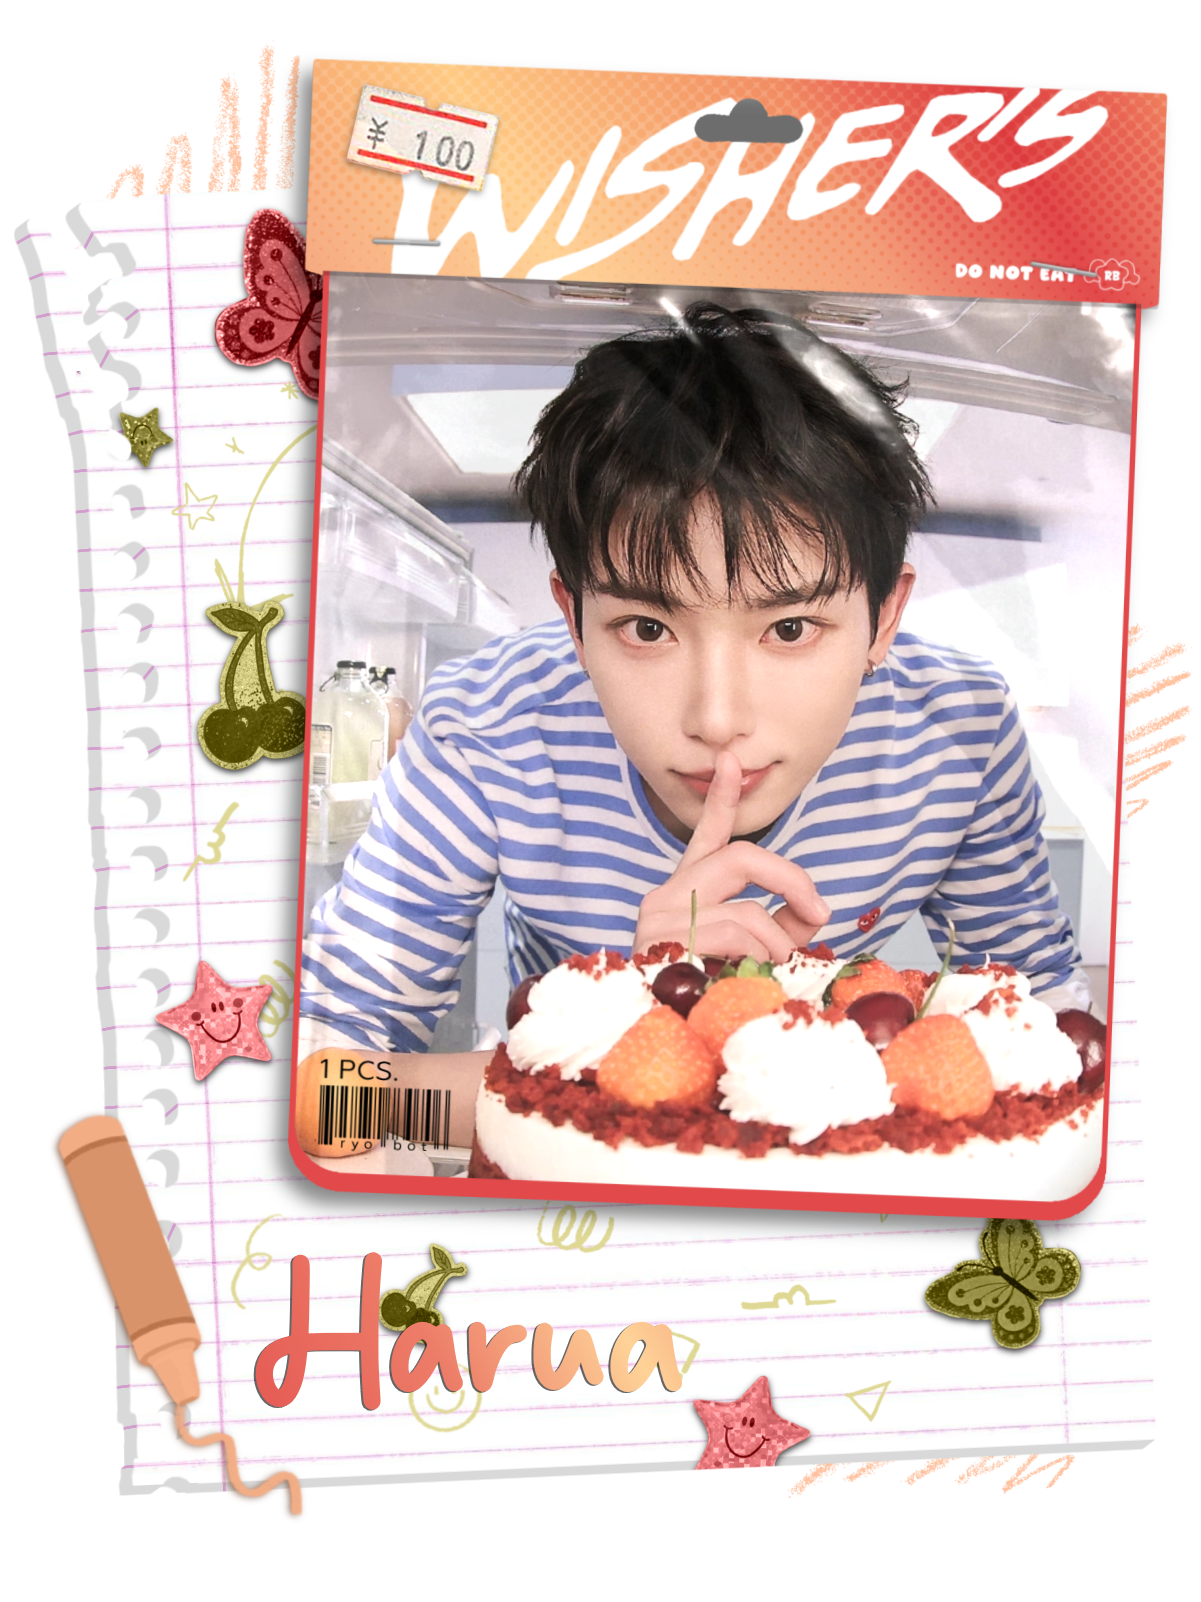 ¥ 100
WISHER'S
DO NOT EAT
RB
1 PCS.
ryo bot
Harua